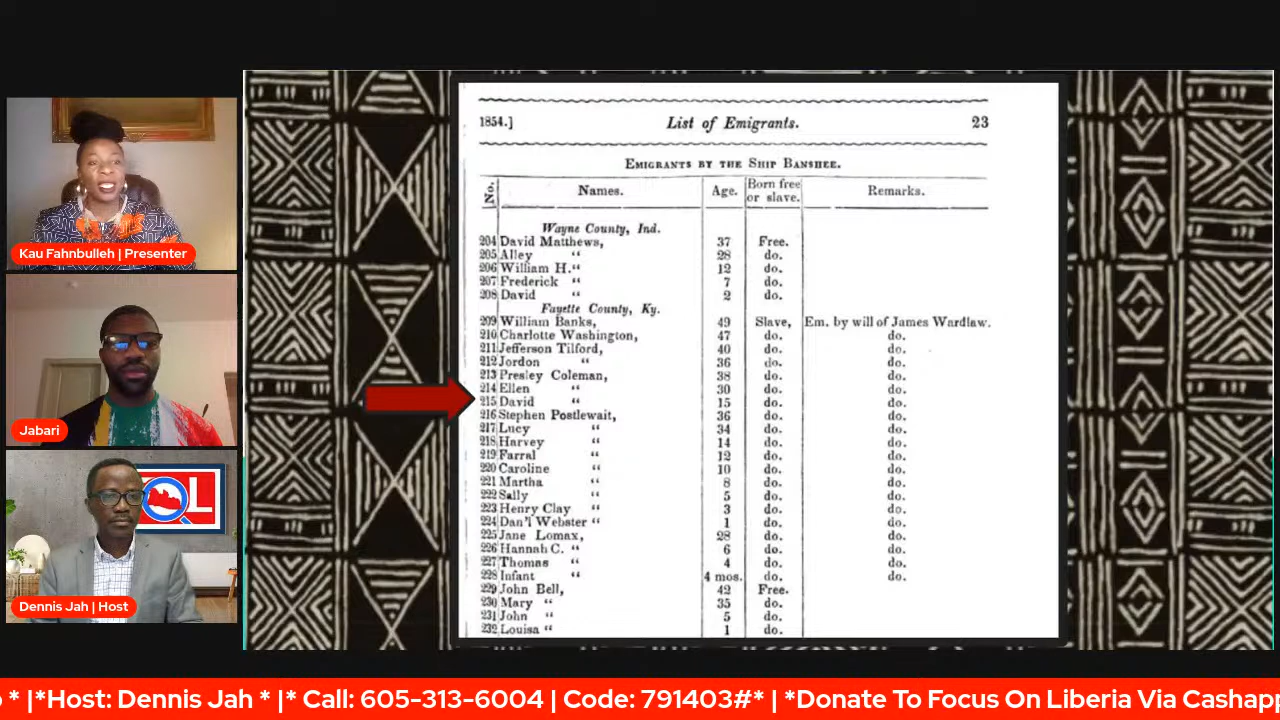 Kau Fahnbulleh | Presenter
Jabari
OL
Dennis Jah | Host
1854.] List of Emigrants. 23
EMIGRANTS BY THE SHIP BANSHEE.
No. Names. Age. Born free or slave. Remarks.
Wayne County, Ind.
204 David Matthews, 37 Free.
205 Alley “ 28 do.
206 William H. “ 12 do.
207 Frederick “ 7 do.
208 David “ 2 do.
Fayette County, Ky.
209 William Banks, 49 Slave, Em. by will of James Wardlaw.
210 Charlotte Washington, 47 do. do.
211 Jefferson Tilford, 40 do. do.
212 Jordon “ 36 do. do.
213 Presley Coleman, 38 do. do.
214 Ellen “ 30 do. do.
215 David “ 15 do. do.
216 Stephen Postlewait, 36 do. do.
217 Lucy “ 34 do. do.
218 Harvey “ 14 do. do.
219 Farral “ 12 do. do.
220 Caroline “ 10 do. do.
221 Martha “ 8 do. do.
222 Sally “ 5 do. do.
223 Henry Clay “ 3 do. do.
224 Dan'l Webster “ 1 do. do.
225 Jane Lomax, 28 do. do.
226 Hannah C. “ 6 do. do.
227 Thomas “ 4 do. do.
228 Infant “ 4 mos. do. do.
229 John Bell, 42 Free.
230 Mary “ 35 do.
231 John “ 5 do.
232 Louisa “ 1 do.
* |*Host: Dennis Jah * |* Call: 605-313-6004 | Code: 791403#* | *Donate To Focus On Liberia Via Cashapp